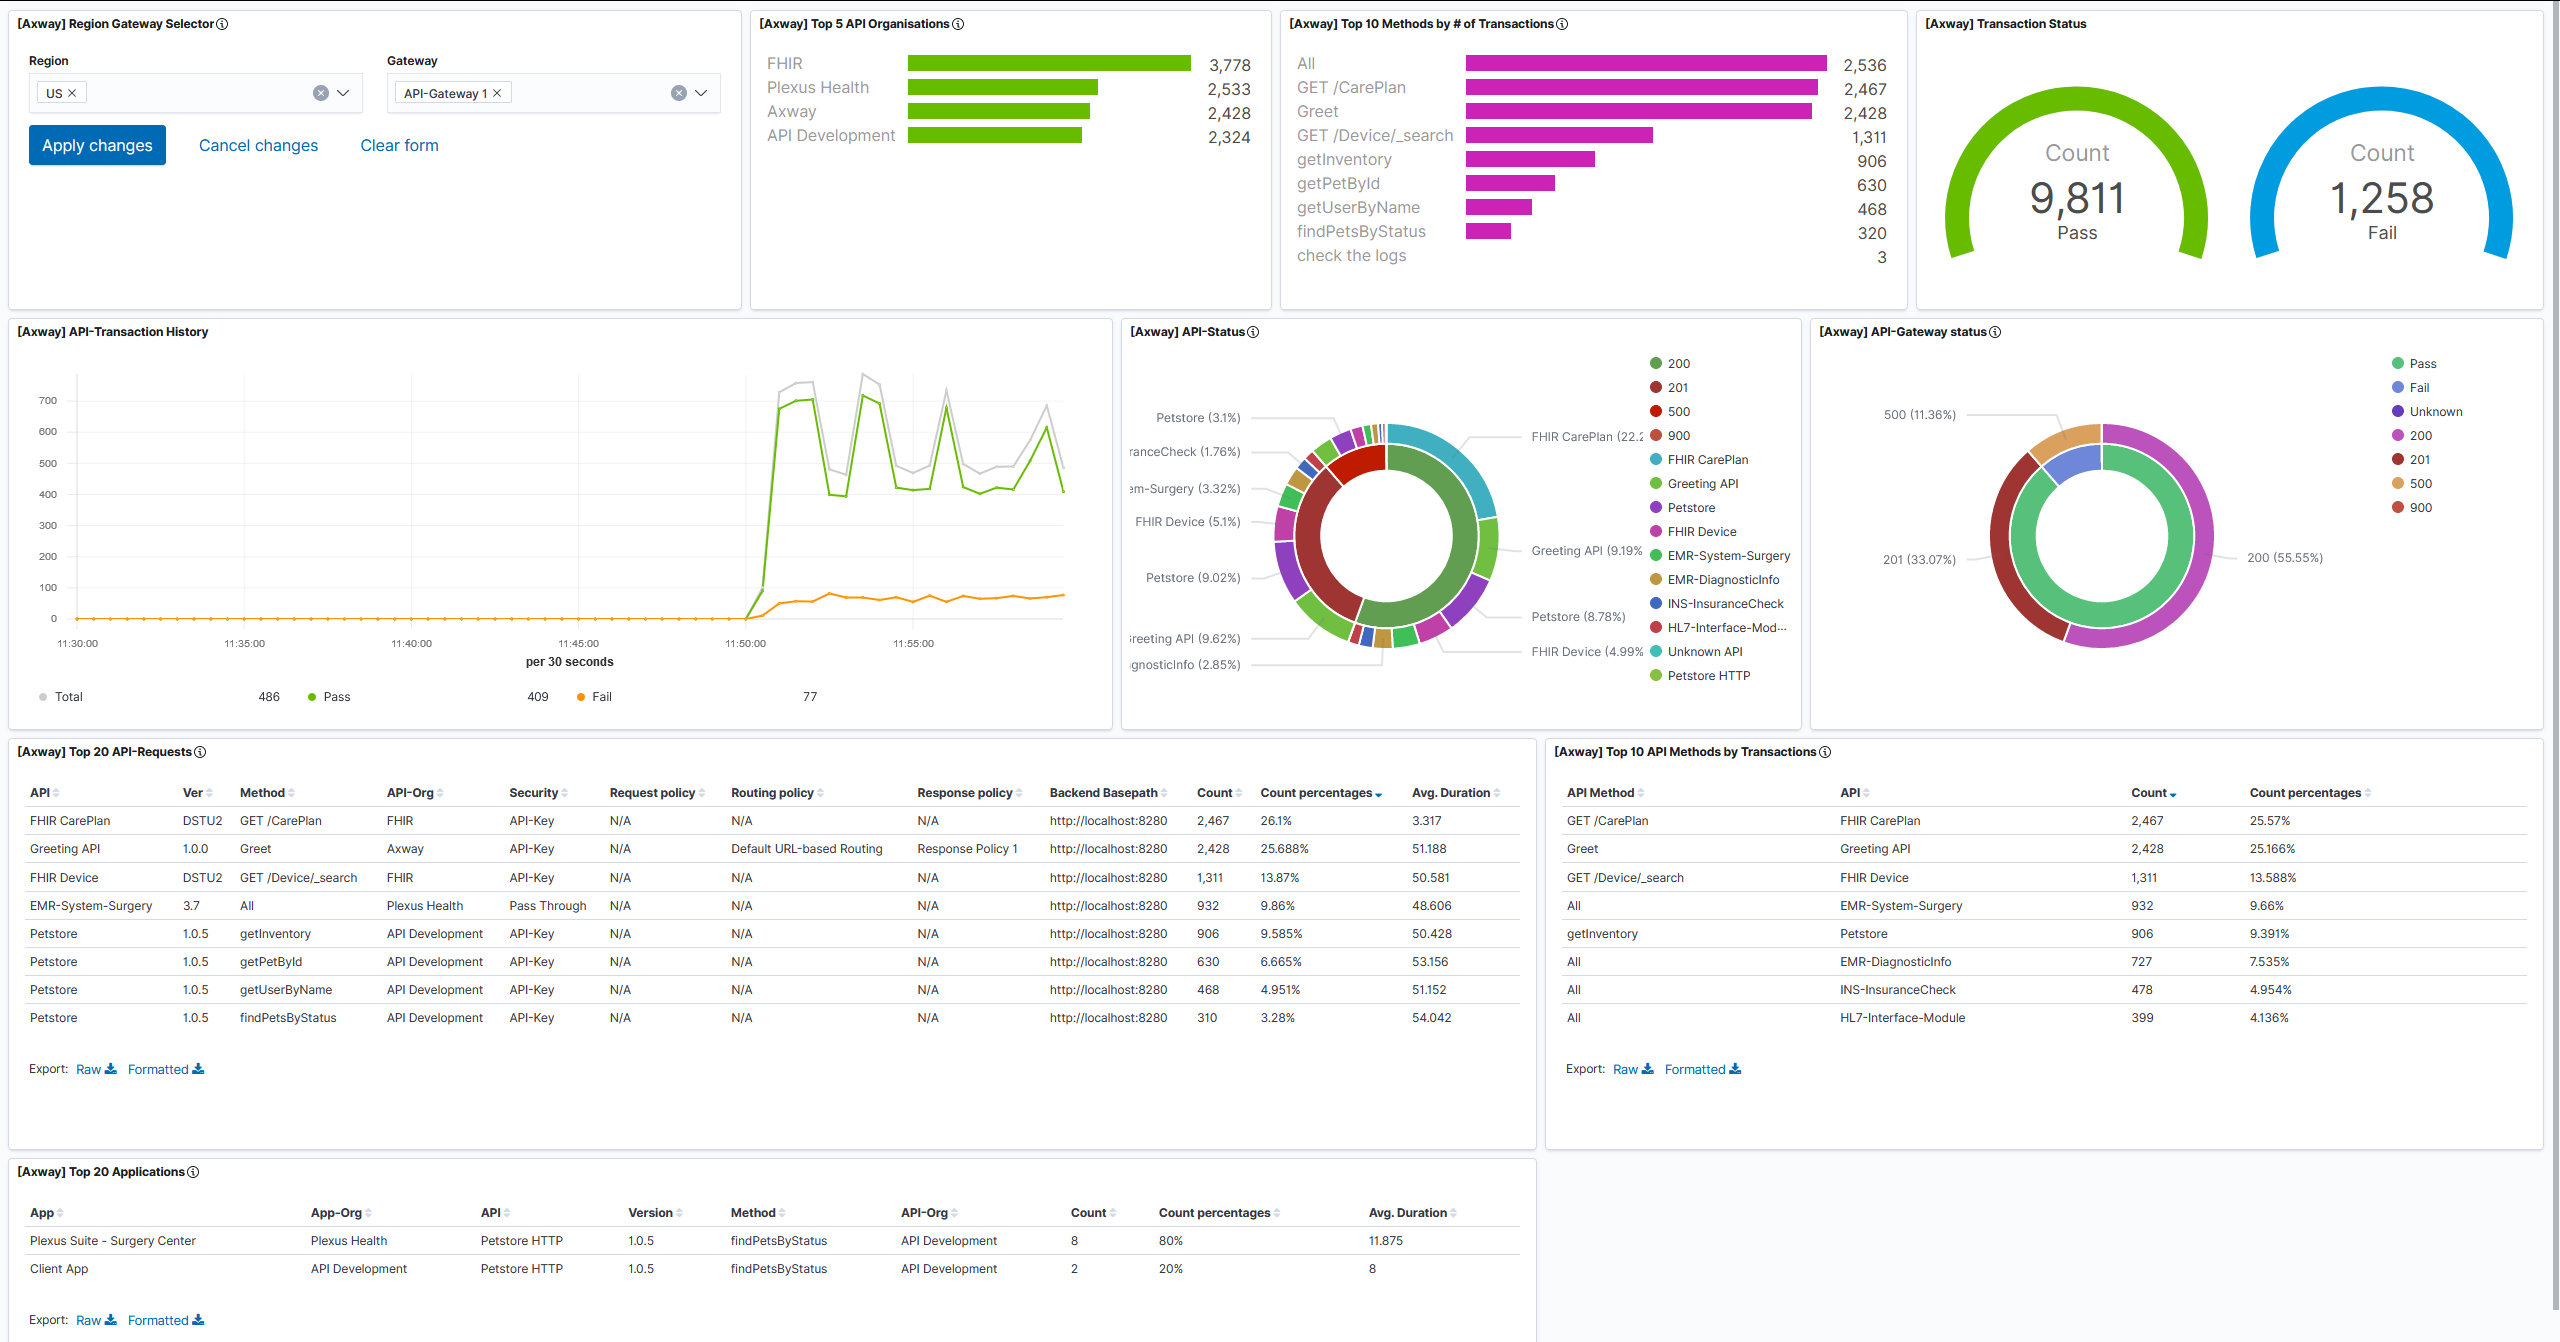 [Axway] Region Gateway Selector
Region
Gateway
US
API-Gateway 1
Apply changes
Cancel changes
Clear form
[Axway] Top 5 API Organisations
FHIR 3,778
Plexus Health 2,533
Axway 2,428
API Development 2,324
[Axway] Top 10 Methods by # of Transactions
All 2,536
GET /CarePlan 2,467
Greet 2,428
GET /Device/_search 1,311
getInventory 906
getPetById 630
getUserByName 468
findPetsByStatus 320
check the logs 3
[Axway] Transaction Status
Count
9,811
Pass
Count
1,258
Fail
[Axway] API-Transaction History
700
600
500
400
300
200
100
0
11:30:00 11:35:00 11:40:00 11:45:00 11:50:00 11:55:00
per 30 seconds
Total 486 Pass 409 Fail 77
[Axway] API-Status
Petstore (3.1%)
ranceCheck (1.76%)
em-Surgery (3.32%)
FHIR Device (5.1%)
Petstore (9.02%)
Greeting API (9.62%)
gnosticInfo (2.85%)
FHIR CarePlan (22.2
Greeting API (9.19%
Petstore (8.78%)
FHIR Device (4.99%
200
201
500
900
FHIR CarePlan
Greeting API
Petstore
FHIR Device
EMR-System-Surgery
EMR-DiagnosticInfo
INS-InsuranceCheck
HL7-Interface-Mod...
Unknown API
Petstore HTTP
[Axway] API-Gateway status
500 (11.36%)
201 (33.07%)
200 (55.55%)
Pass
Fail
Unknown
200
201
500
900
[Axway] Top 20 API-Requests
API Ver Method API-Org Security Request policy Routing policy Response policy Backend Basepath Count Count percentages Avg. Duration
FHIR CarePlan DSTU2 GET /CarePlan FHIR API-Key N/A N/A N/A http://localhost:8280 2,467 26.1% 3.317
Greeting API 1.0.0 Greet Axway API-Key N/A Default URL-based Routing Response Policy 1 http://localhost:8280 2,428 25.688% 51.188
FHIR Device DSTU2 GET /Device/_search FHIR API-Key N/A N/A N/A http://localhost:8280 1,311 13.87% 50.581
EMR-System-Surgery 3.7 All Plexus Health Pass Through N/A N/A N/A http://localhost:8280 932 9.86% 48.606
Petstore 1.0.5 getInventory API Development API-Key N/A N/A N/A http://localhost:8280 906 9.585% 50.428
Petstore 1.0.5 getPetById API Development API-Key N/A N/A N/A http://localhost:8280 630 6.665% 53.156
Petstore 1.0.5 getUserByName API Development API-Key N/A N/A N/A http://localhost:8280 468 4.951% 51.152
Petstore 1.0.5 findPetsByStatus API Development API-Key N/A N/A N/A http://localhost:8280 310 3.28% 54.042
Export: Raw Formatted
[Axway] Top 10 API Methods by Transactions
API Method API Count Count percentages
GET /CarePlan FHIR CarePlan 2,467 25.57%
Greet Greeting API 2,428 25.166%
GET /Device/_search FHIR Device 1,311 13.588%
All EMR-System-Surgery 932 9.66%
getInventory Petstore 906 9.391%
All EMR-DiagnosticInfo 727 7.535%
All INS-InsuranceCheck 478 4.954%
All HL7-Interface-Module 399 4.136%
Export: Raw Formatted
[Axway] Top 20 Applications
App App-Org API Version Method API-Org Count Count percentages Avg. Duration
Plexus Suite - Surgery Center Plexus Health Petstore HTTP 1.0.5 findPetsByStatus API Development 8 80% 11.875
Client App API Development Petstore HTTP 1.0.5 findPetsByStatus API Development 2 20% 8
Export: Raw Formatted